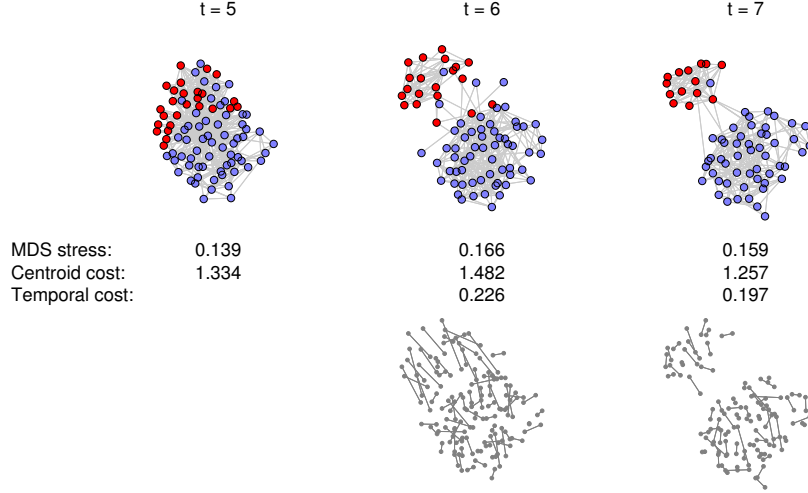 t = 5 t = 6 t = 7
MDS stress: 0.139 0.166 0.159
Centroid cost: 1.334 1.482 1.257
Temporal cost: 0.226 0.197